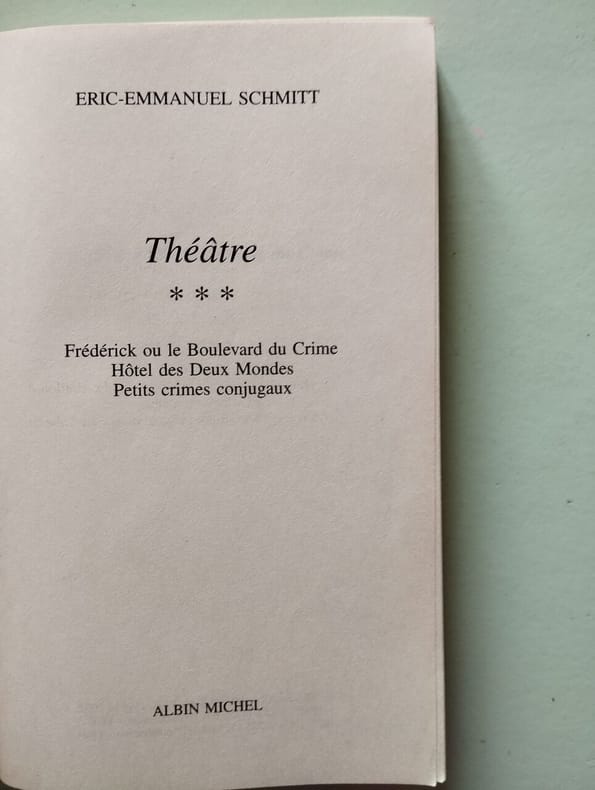 ERIC-EMMANUEL SCHMITT
Théâtre
* * *
Frédérick ou le Boulevard du Crime
Hôtel des Deux Mondes
Petits crimes conjugaux
ALBIN MICHEL